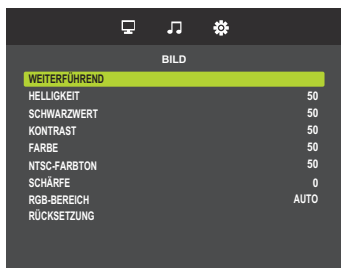 BILD
WEITERFÜHREND
HELLIGKEIT 50
SCHWARZWERT 50
KONTRAST 50
FARBE 50
NTSC-FARBTON 50
SCHÄRFE 0
RGB-BEREICH AUTO
RÜCKSETZUNG